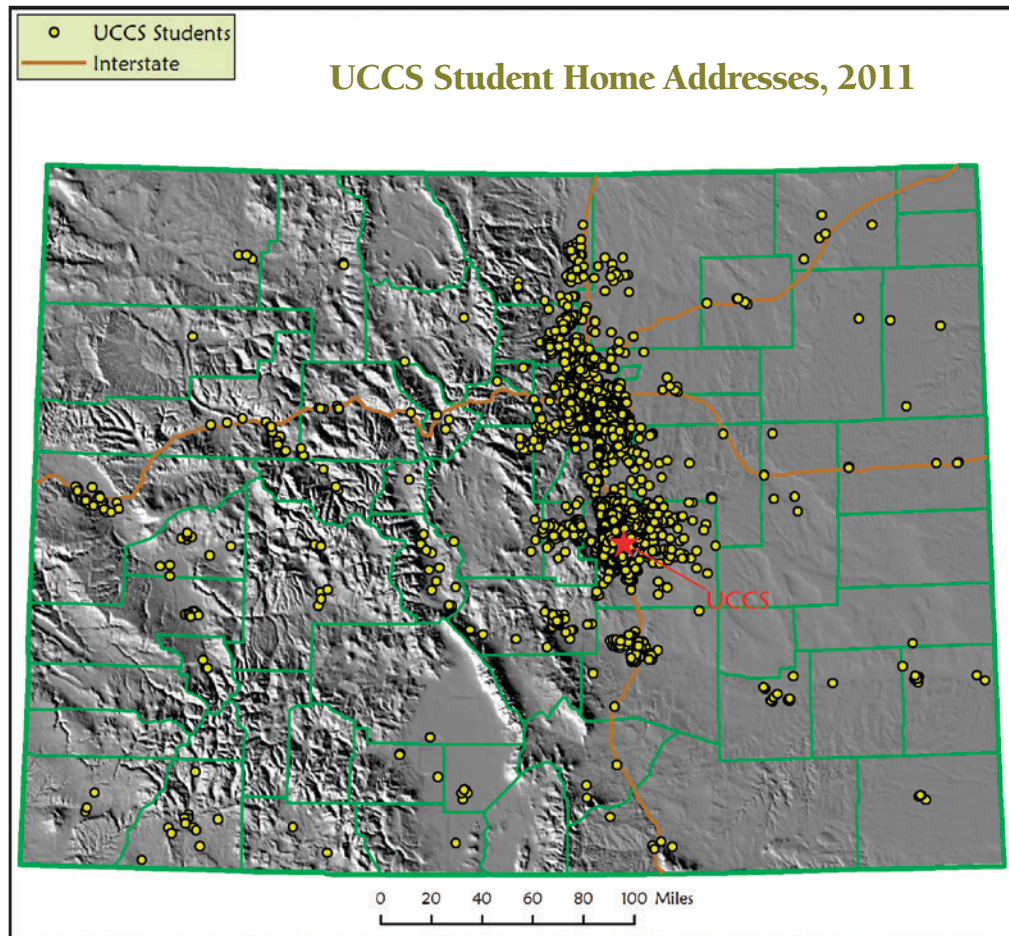 UCCS Students
Interstate
UCCS Student Home Addresses, 2011
UCCS
0 20 40 60 80 100 Miles